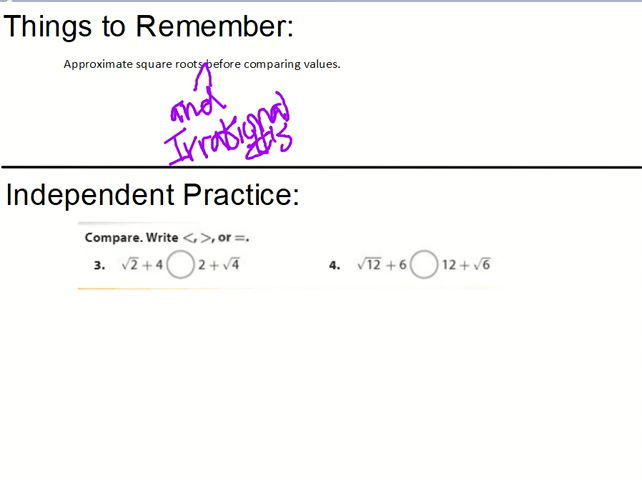 Things to Remember:
Approximate square roots before comparing values.
and
Irrational
#'s
Independent Practice:
Compare. Write <, >, or =.
3. √2 + 4 ◯ 2 + √4 4. √12 + 6 ◯ 12 + √6